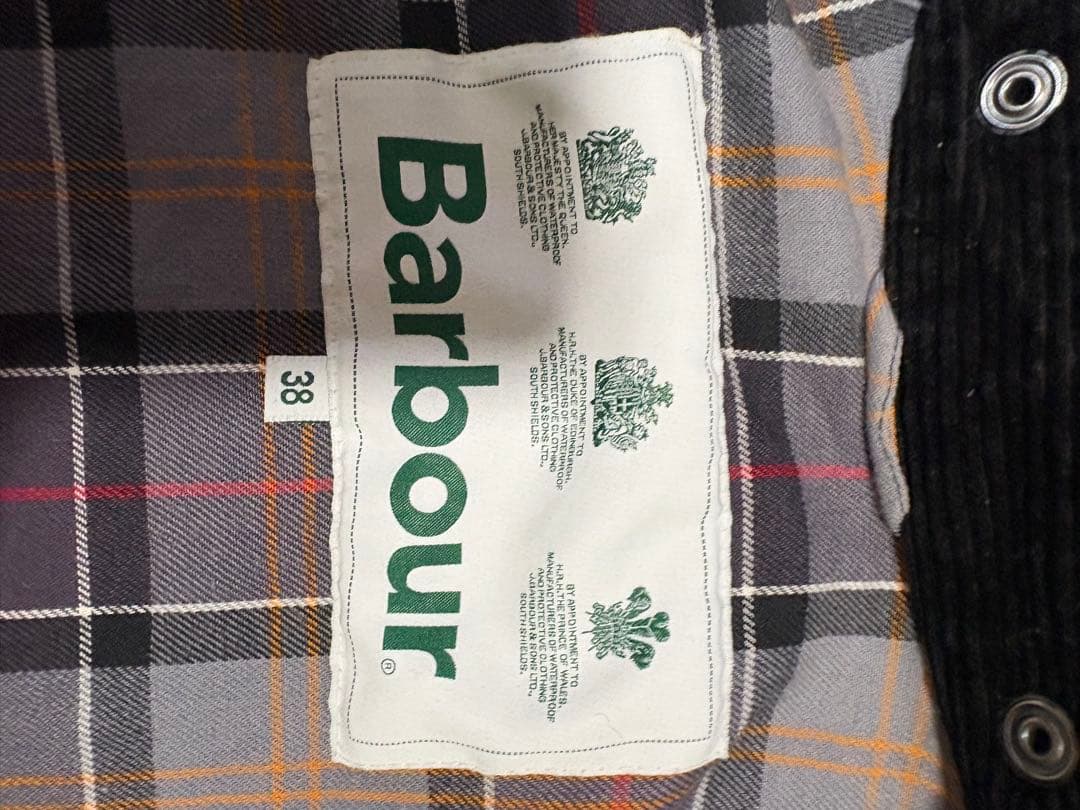 BY APPOINTMENT TO
HER MAJESTY THE QUEEN,
MANUFACTURERS OF WATERPROOF
AND PROTECTIVE CLOTHING
J.BARBOUR & SONS LTD.,
SOUTH SHIELDS.
BY APPOINTMENT TO
H.R.H. THE DUKE OF EDINBURGH,
MANUFACTURERS OF WATERPROOF
AND PROTECTIVE CLOTHING
J.BARBOUR & SONS LTD.,
SOUTH SHIELDS.
BY APPOINTMENT TO
H.R.H. THE PRINCE OF WALES,
MANUFACTURERS OF WATERPROOF
AND PROTECTIVE CLOTHING
J.BARBOUR & SONS LTD.,
SOUTH SHIELDS.
Barbour®
38